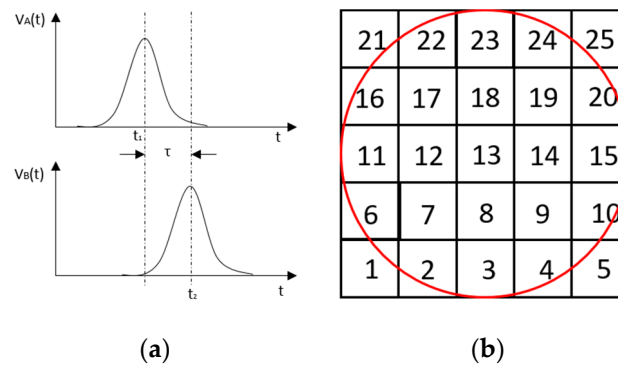 VA(t)
t₁
t
τ
VB(t)
t₂
t
(a)
21 22 23 24 25
16 17 18 19 20
11 12 13 14 15
6 7 8 9 10
1 2 3 4 5
(b)